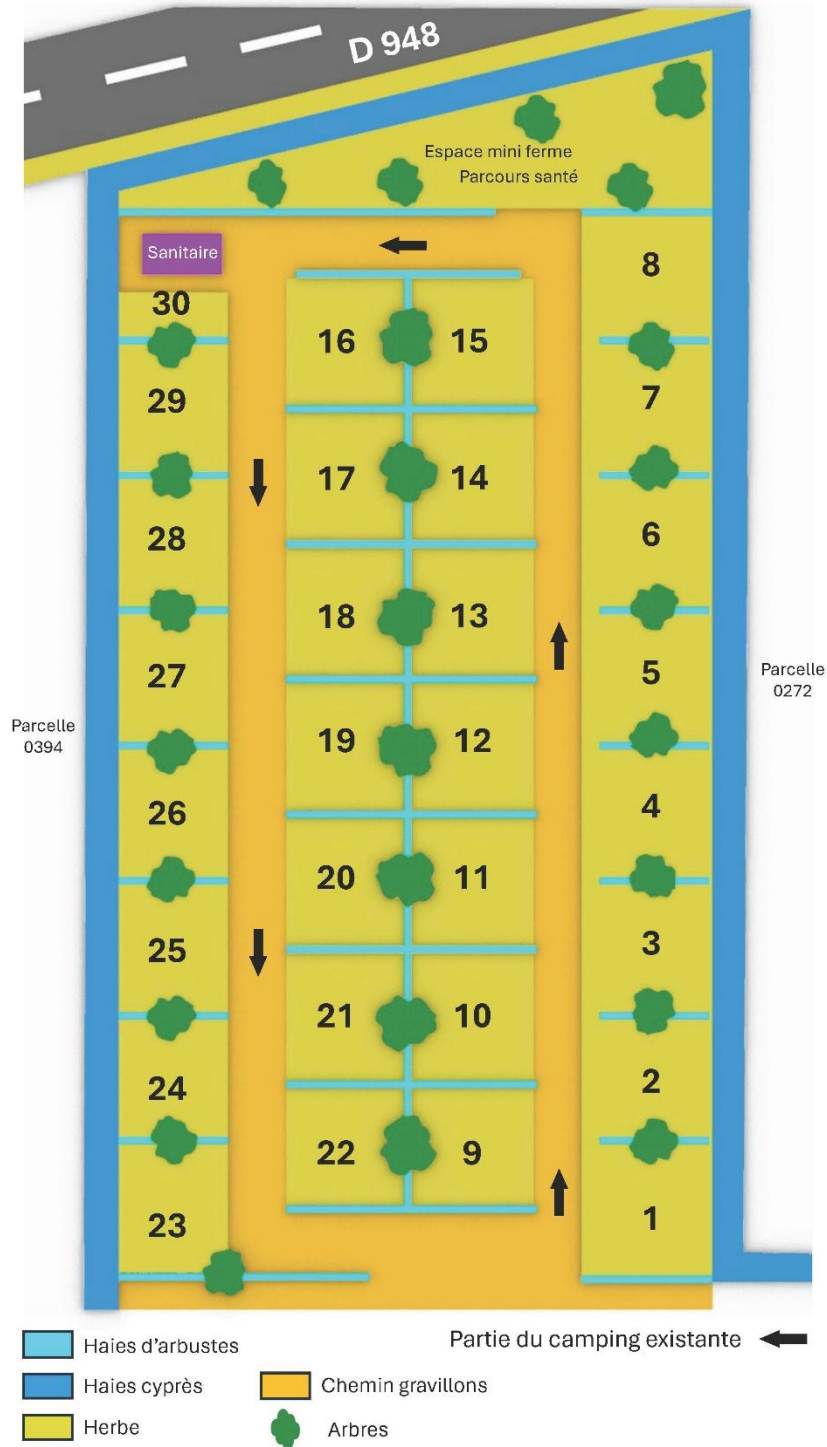 D 948
Espace mini ferme
Parcours santé
Sanitaire
8
30
16
15
29
7
17
14
28
6
18
13
27
5
Parcelle
0272
Parcelle
0394
19
12
26
4
20
11
25
3
21
10
24
2
22
9
23
1
Haies d'arbustes
Partie du camping existante
Haies cyprès
Chemin gravillons
Herbe
Arbres